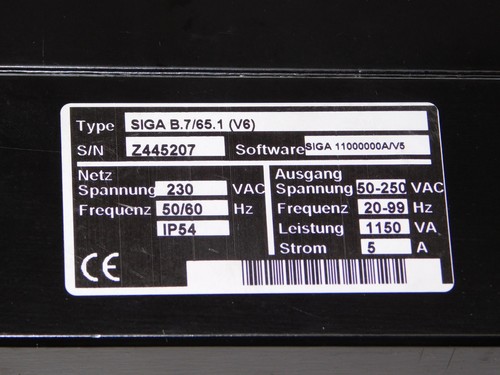 Type SIGA B.7/65.1 (V6)
S/N Z445207 Software SIGA 11000000A/V5
Netz Ausgang
Spannung 230 VAC Spannung 50-250 VAC
Frequenz 50/60 Hz Frequenz 20-99 Hz
IP54 Leistung 1150 VA
Strom 5 A
CE